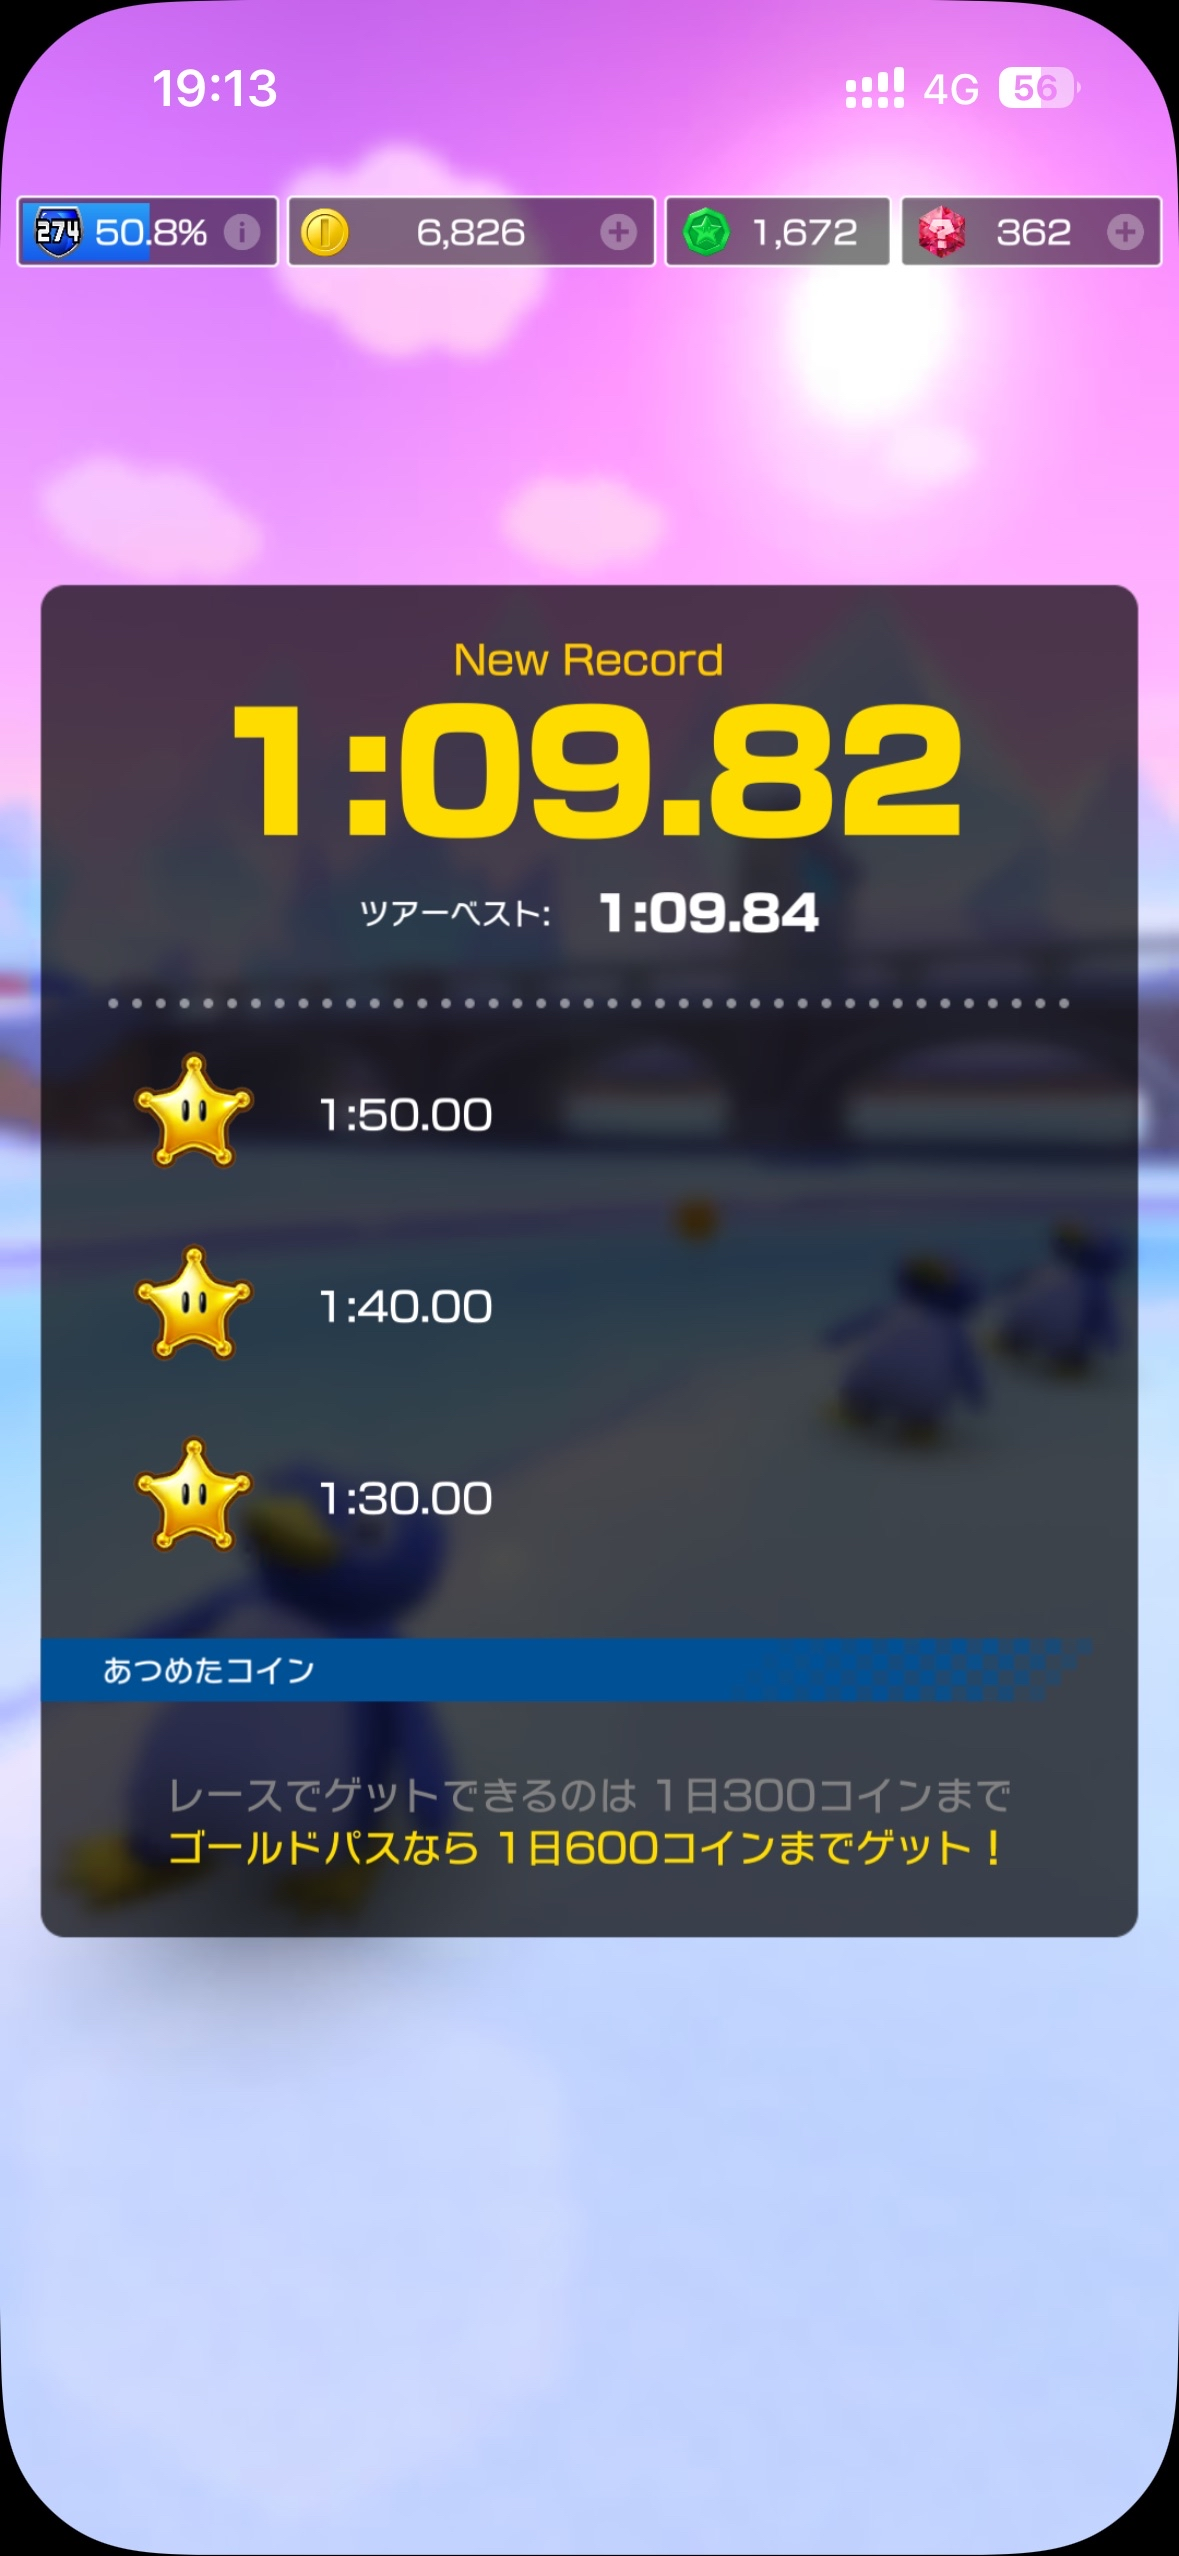 19:13 4G 56
274 50.8% 6,826 1,672 362
New Record
1:09.82
ツアーベスト: 1:09.84
1:50.00
1:40.00
1:30.00
あつめたコイン
レースでゲットできるのは 1日300コインまで
ゴールドパスなら 1日600コインまでゲット！